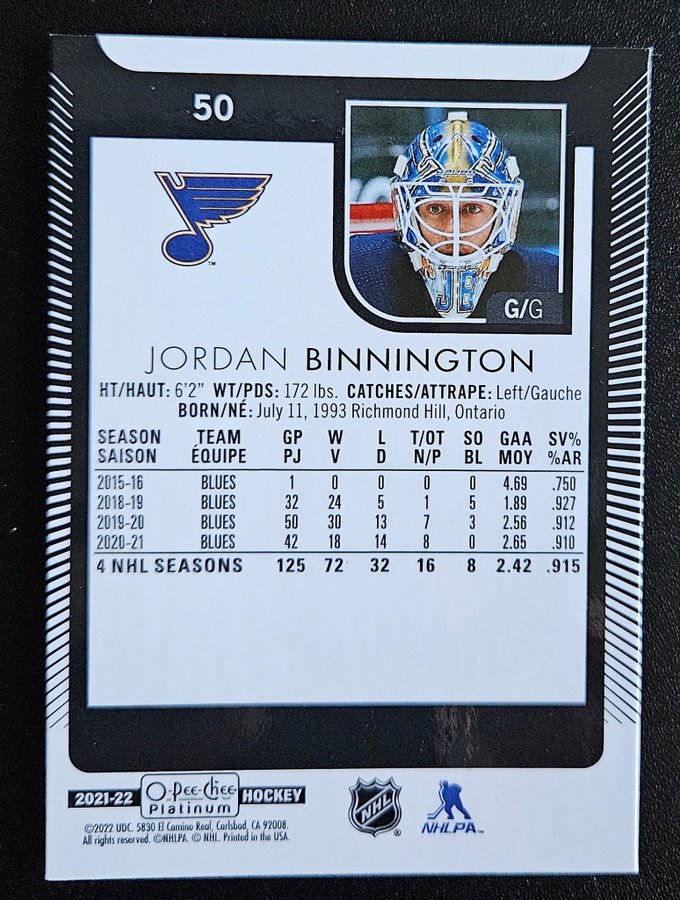 50
JB
G/G
JORDAN BINNINGTON
HT/HAUT: 6'2" WT/PDS: 172 lbs. CATCHES/ATTRAPE: Left/Gauche
BORN/NÉ: July 11, 1993 Richmond Hill, Ontario
SEASON TEAM GP W L T/OT SO GAA SV%
SAISON ÉQUIPE PJ V D N/P BL MOY %AR
2015-16 BLUES 1 0 0 0 0 4.69 .750
2018-19 BLUES 32 24 5 1 5 1.89 .927
2019-20 BLUES 50 30 13 7 3 2.56 .912
2020-21 BLUES 42 18 14 8 0 2.65 .910
4 NHL SEASONS 125 72 32 16 8 2.42 .915
2021-22 O-Pee-Chee Platinum HOCKEY
NHL
NHLPA™
©2022 UDC. 5830 El Camino Real, Carlsbad, CA 92008.
All rights reserved. ©NHLPA. © NHL. Printed in the USA.